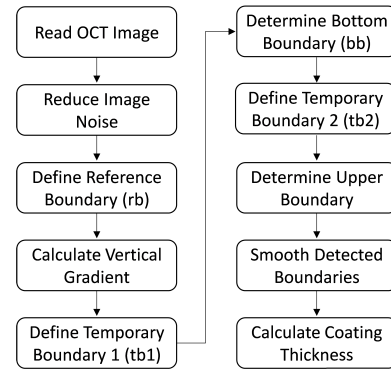 Read OCT Image
Reduce Image
Noise
Define Reference
Boundary (rb)
Calculate Vertical
Gradient
Define Temporary
Boundary 1 (tb1)
Determine Bottom
Boundary (bb)
Define Temporary
Boundary 2 (tb2)
Determine Upper
Boundary
Smooth Detected
Boundaries
Calculate Coating
Thickness